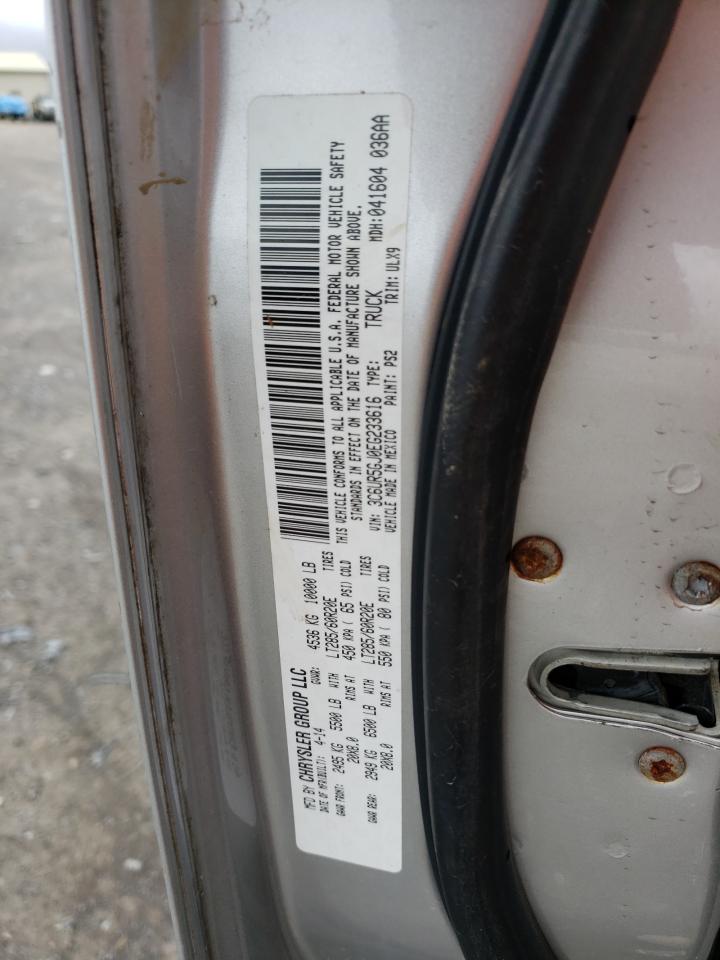 MFD BY CHRYSLER GROUP LLC
DATE OF MFR(BUILT): 4-14 GVWR: 4536 KG 10000 LB
GAWR FRONT: 2495 KG 5500 LB WITH LT285/60R20E TIRES
20X8.0 RIMS AT 450 KPA ( 65 PSI) COLD
GAWR REAR: 2949 KG 6500 LB WITH LT285/60R20E TIRES
20X8.0 RIMS AT 550 KPA ( 80 PSI) COLD
THIS VEHICLE CONFORMS TO ALL APPLICABLE U.S.A. FEDERAL MOTOR VEHICLE SAFETY
STANDARDS IN EFFECT ON THE DATE OF MANUFACTURE SHOWN ABOVE.
VIN: 3C6UR5GJ0EG233616 TYPE: TRUCK MDH:041604 036AA
VEHICLE MADE IN MEXICO PAINT: PS2 TRIM: ULX9